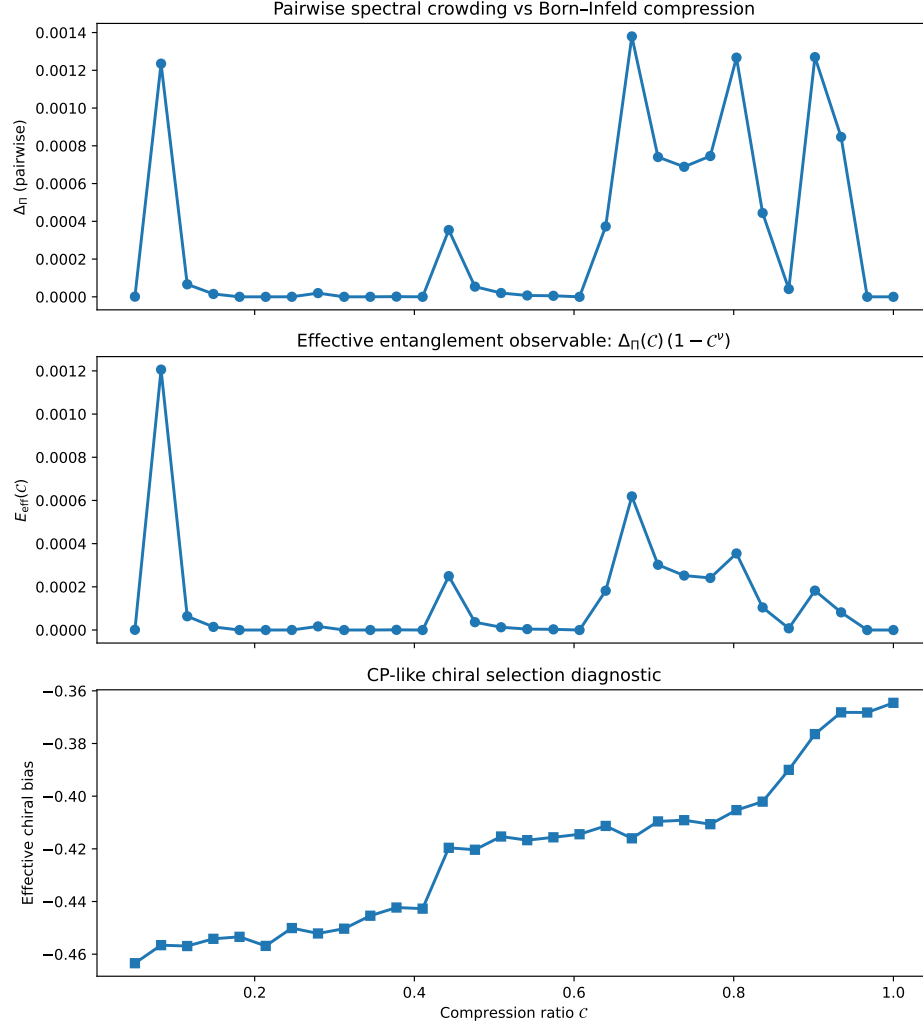 Pairwise spectral crowding vs Born–Infeld compression
0.0014
0.0012
0.0010
0.0008
0.0006
0.0004
0.0002
0.0000
Δ_Π (pairwise)
Effective entanglement observable: Δ_Π(𝒞) (1 − 𝒞^ν)
0.0012
0.0010
0.0008
0.0006
0.0004
0.0002
0.0000
E_eff(𝒞)
CP-like chiral selection diagnostic
−0.36
−0.38
−0.40
−0.42
−0.44
−0.46
Effective chiral bias
0.2 0.4 0.6 0.8 1.0
Compression ratio 𝒞